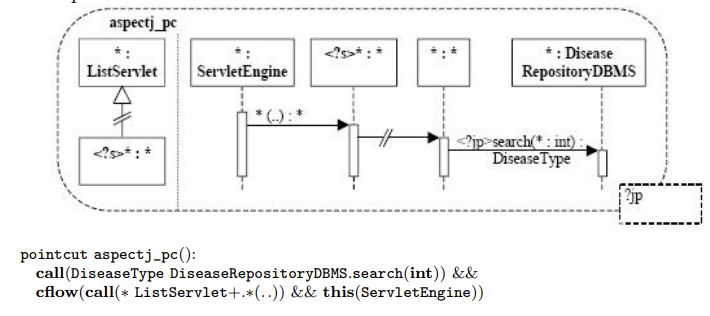 aspectj_pc
* :
ListServlet
* :
ServletEngine
<?s>* : *
* : *
* : Disease
RepositoryDBMS
* (..) : *
<?s>* : *
<?jp>search(* : int) :
DiseaseType
?jp
pointcut aspectj_pc():
call(DiseaseType DiseaseRepositoryDBMS.search(int)) &&
cflow(call(* ListServlet+.*(..)) && this(ServletEngine))